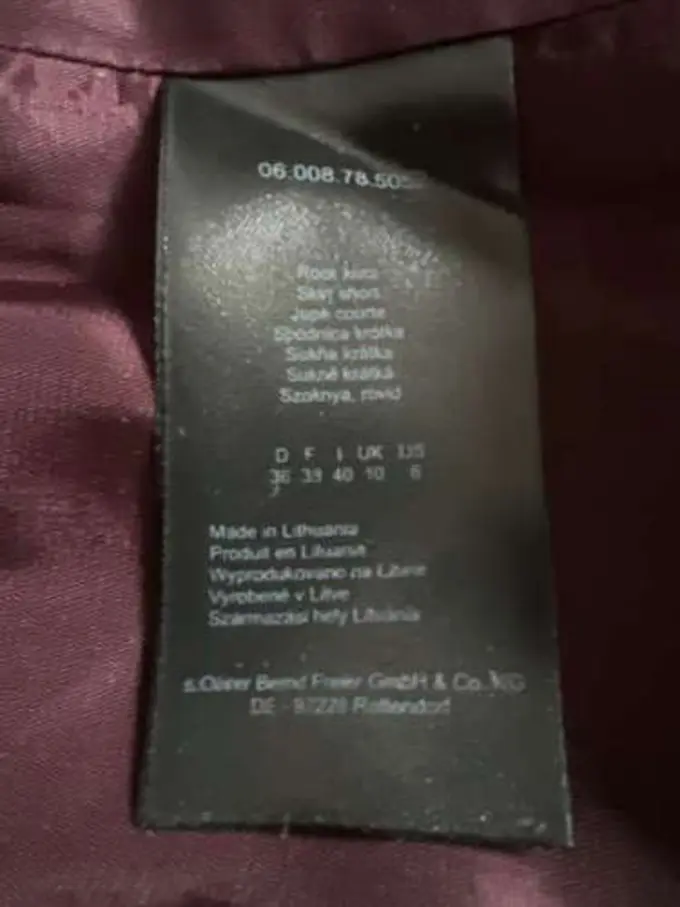 06.008.78.505
Rock kurz
Skirt short
Jupe courte
Spódnica krótka
Sukňa krátka
Sukně krátká
Szoknya, rövid
D F I UK US
36 38 40 10 6
Made in Lithuania
Produit en Lituanie
Wyprodukowano na Litwie
Vyrobené v Litve
Származási hely Litvánia
s.Oliver Bernd Freier GmbH & Co. KG
DE - 97228 Rottendorf